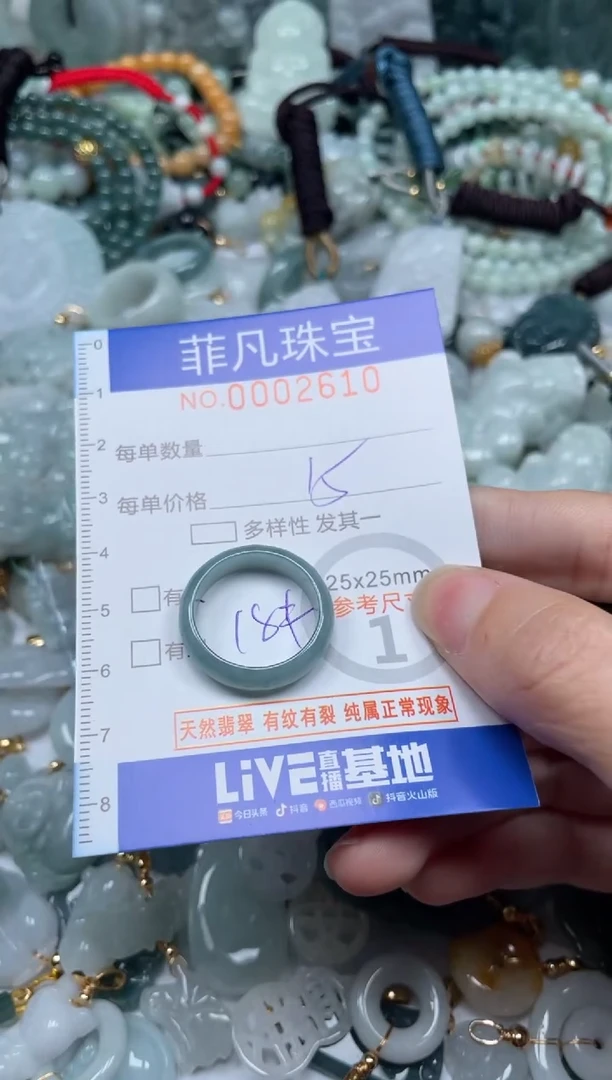 菲凡珠宝
NO.0002610
每单数量
每单价格 15
多样性 发其一
有
有
18
25x25mm
参考尺寸
1
天然翡翠 有纹有裂 纯属正常现象
LiVE直播基地
今日头条 抖音 西瓜视频 抖音火山版
0
1
2
3
4
5
6
7
8